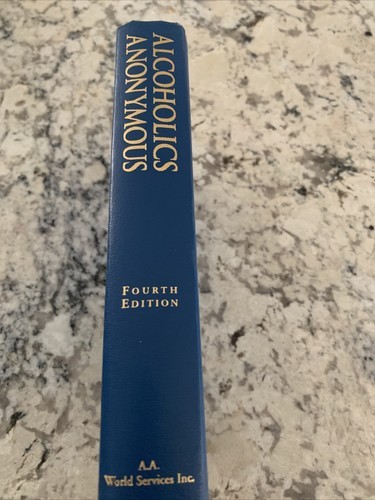 ALCOHOLICS
ANONYMOUS
FOURTH
EDITION
A.A.
World Services Inc.